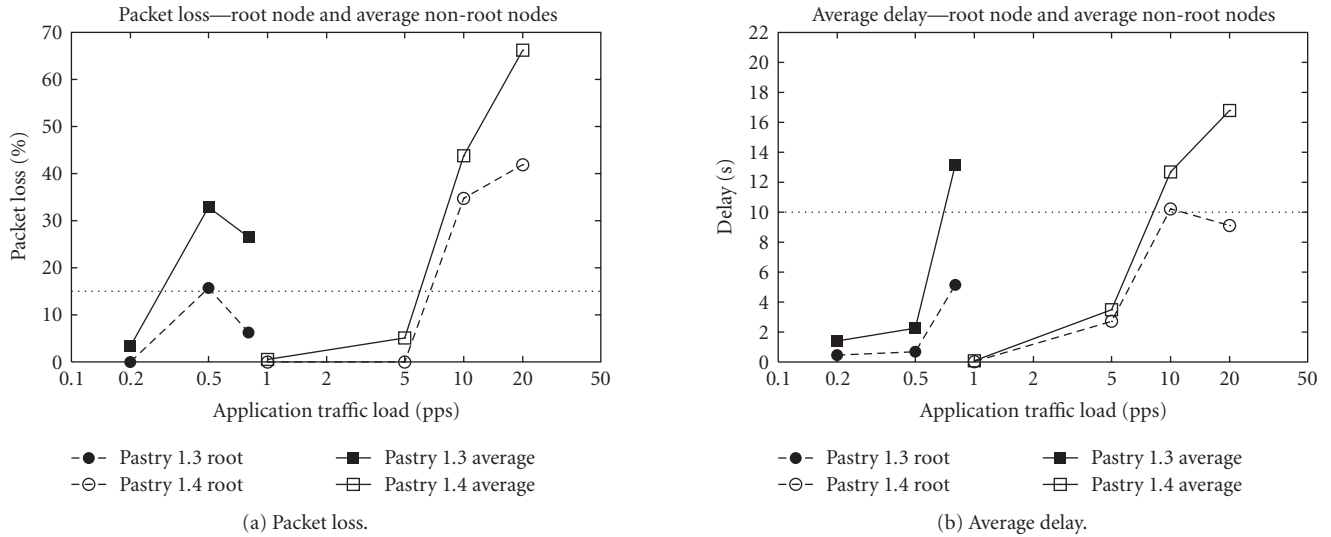 Packet loss—root node and average non-root nodes
70
60
50
40
30
20
10
0
Packet loss (%)
0.1 0.2 0.5 1 2 5 10 20 50
Application traffic load (pps)
Pastry 1.3 root Pastry 1.3 average
Pastry 1.4 root Pastry 1.4 average
(a) Packet loss.
Average delay—root node and average non-root nodes
22
20
18
16
14
12
10
8
6
4
2
0
Delay (s)
0.1 0.2 0.5 1 2 5 10 20 50
Application traffic load (pps)
Pastry 1.3 root Pastry 1.3 average
Pastry 1.4 root Pastry 1.4 average
(b) Average delay.